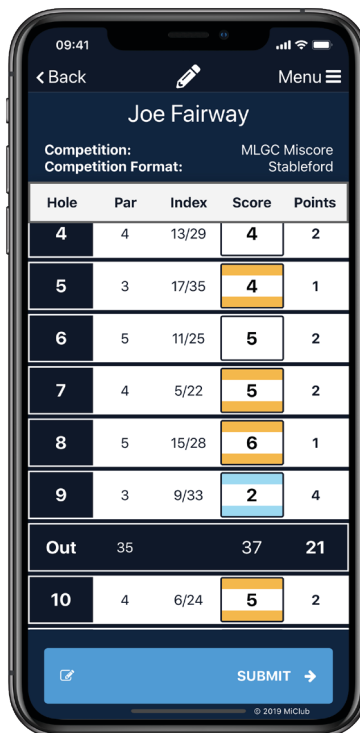 09:41
Back Menu
Joe Fairway
Competition: MLGC Miscore
Competition Format: Stableford
Hole Par Index Score Points
4 4 13/29 4 2
5 3 17/35 4 1
6 5 11/25 5 2
7 4 5/22 5 2
8 5 15/28 6 1
9 3 9/33 2 4
Out 35 37 21
10 4 6/24 5 2
SUBMIT
© 2019 MiClub